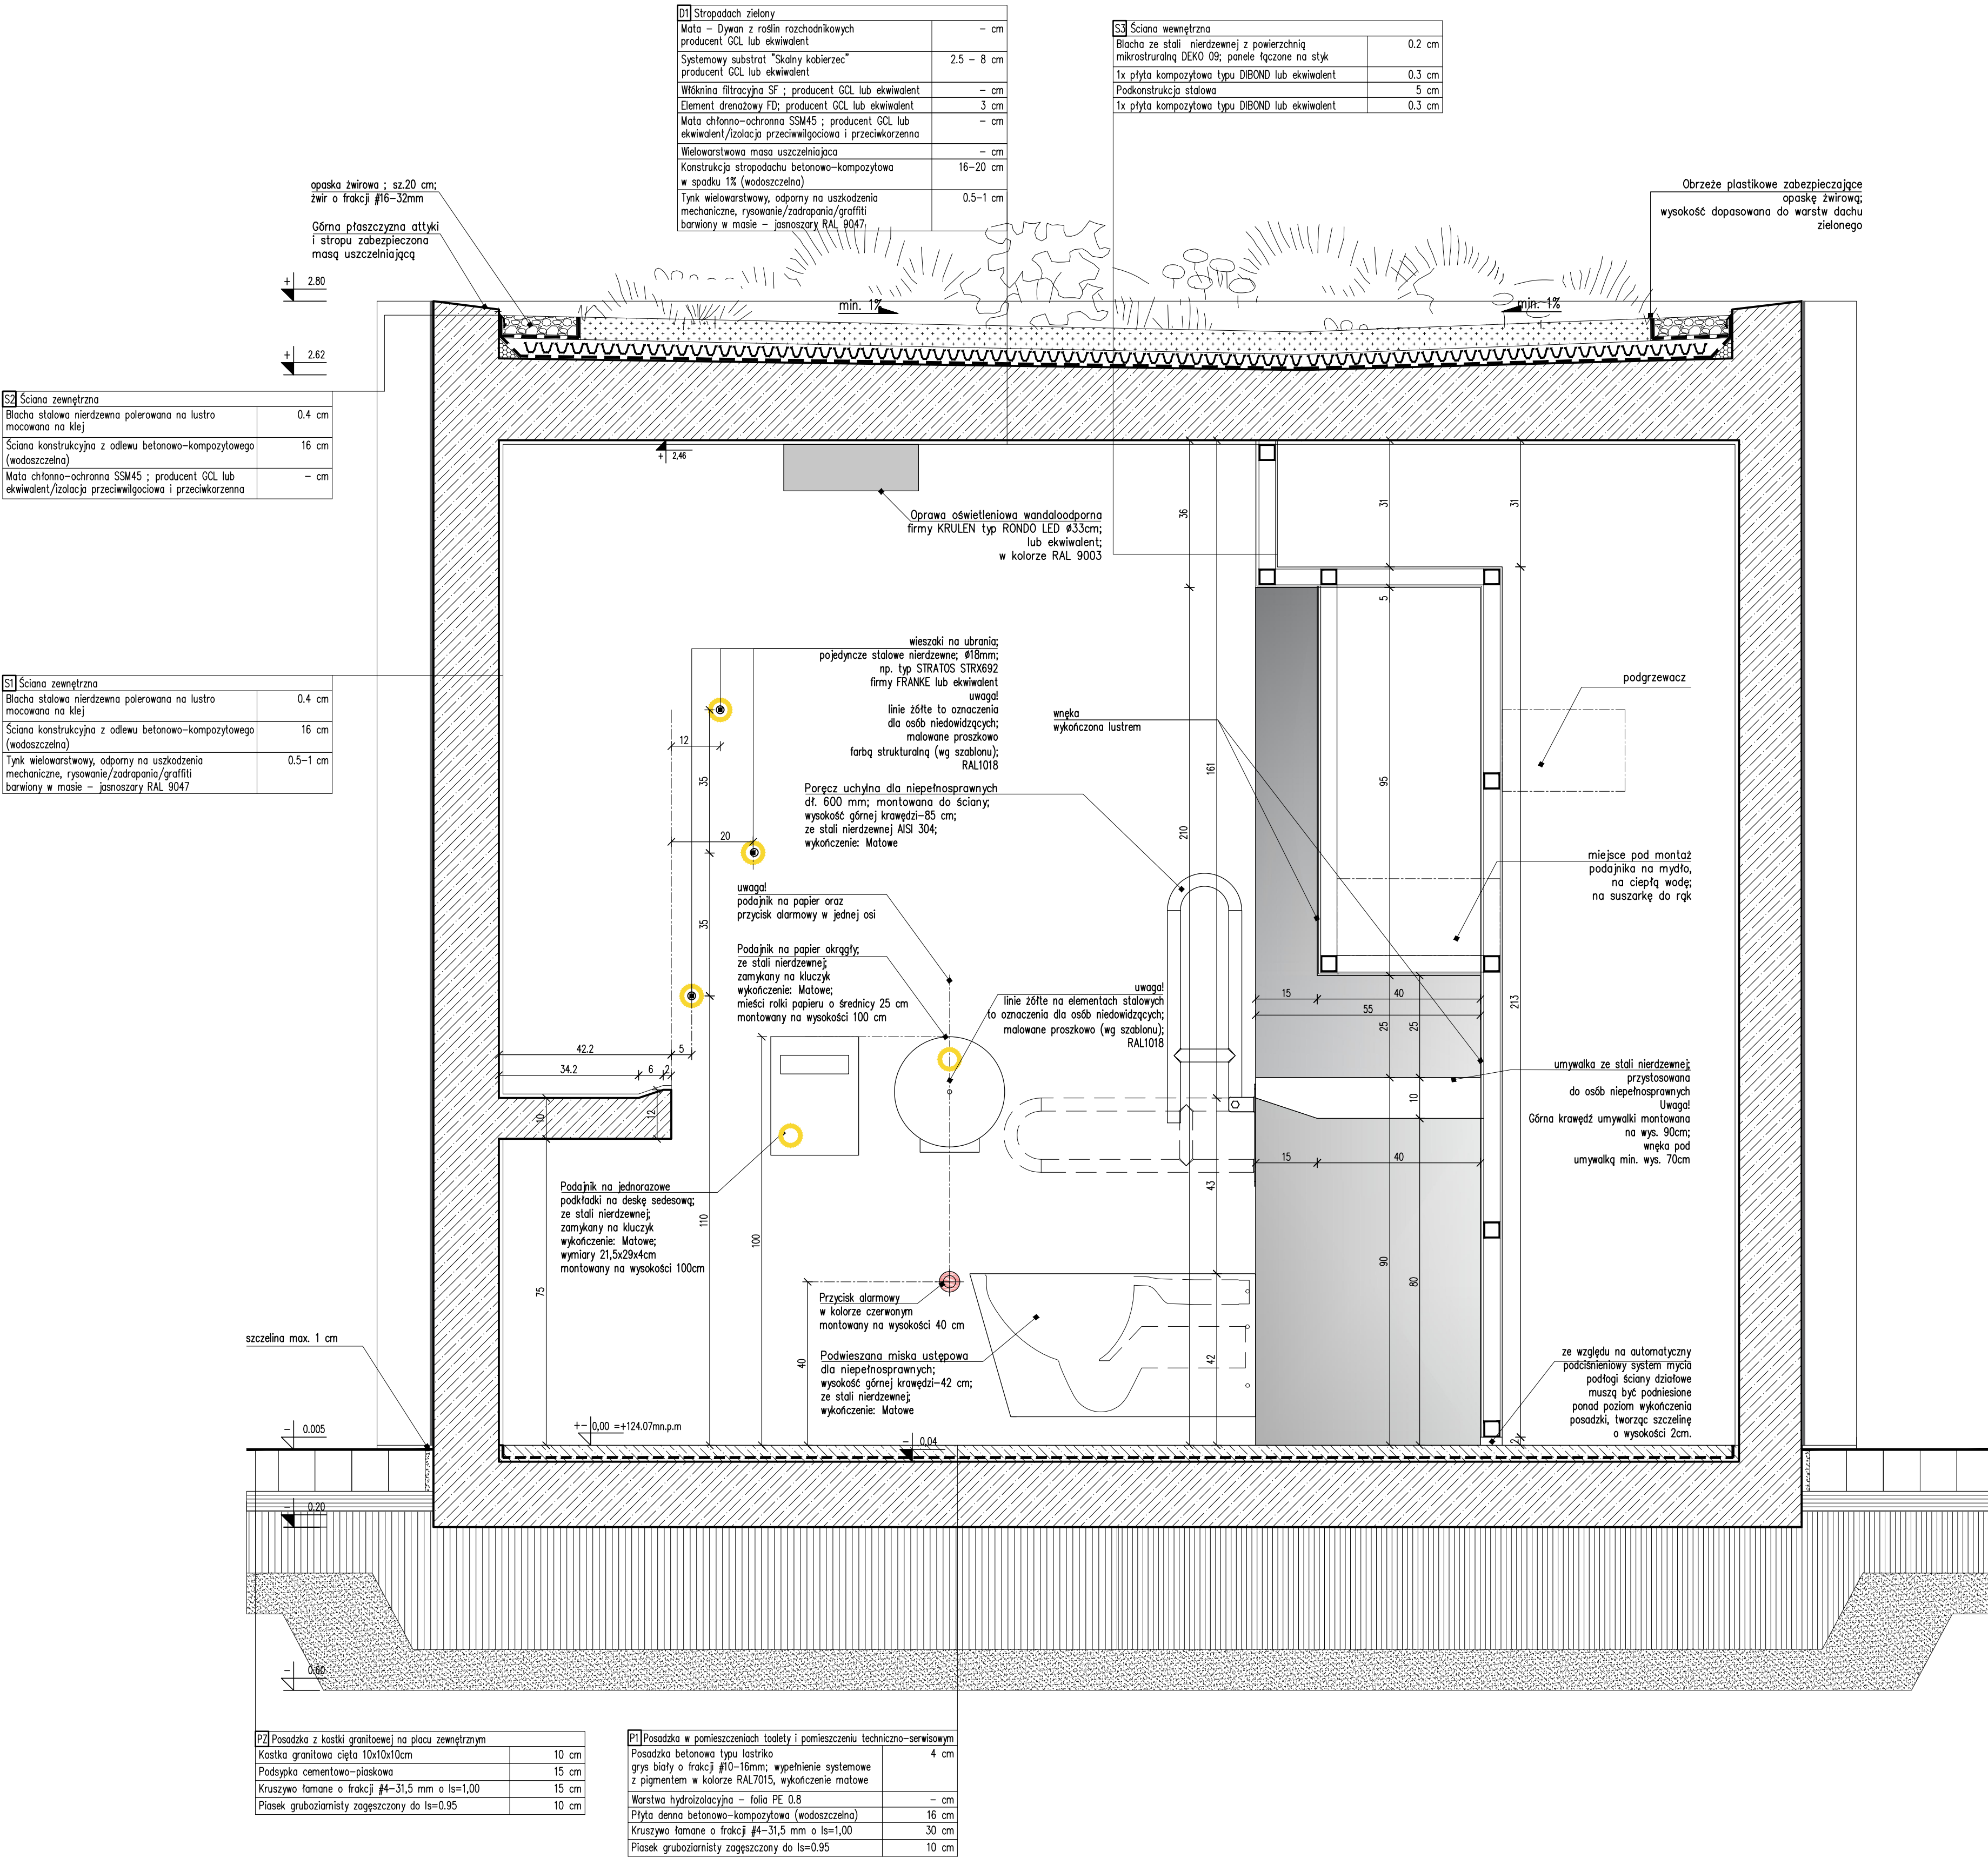 D1 Stropadach zielony
Mata – Dywan z roślin rozchodnikowych – cm
producent GCL lub ekwiwalent
Systemowy substrat "Skalny kobierzec" 2.5 – 8 cm
producent GCL lub ekwiwalent
Włóknina filtracyjna SF ; producent GCL lub ekwiwalent – cm
Element drenażowy FD; producent GCL lub ekwiwalent 3 cm
Mata chłonno–ochronna SSM45 ; producent GCL lub – cm
ekwiwalent/izolacja przeciwwilgociowa i przeciwkorzenna
Wielowarstwowa masa uszczelniajaca – cm
Konstrukcja stropodachu betonowo–kompozytowa 16–20 cm
w spadku 1% (wodoszczelna)
Tynk wielowarstwowy, odporny na uszkodzenia 0.5–1 cm
mechaniczne, rysowanie/zadrapania/graffiti
barwiony w masie – jasnoszary RAL 9047
S3 Ściana wewnętrzna
Blacha ze stali nierdzewnej z powierzchnią 0.2 cm
mikrostruralną DEKO 09; panele łączone na styk
1x płyta kompozytowa typu DIBOND lub ekwiwalent 0.3 cm
Podkonstrukcja stalowa 5 cm
1x płyta kompozytowa typu DIBOND lub ekwiwalent 0.3 cm
opaska żwirowa ; sz.20 cm;
żwir o frakcji #16–32mm
Górna płaszczyzna attyki
i stropu zabezpieczona
masą uszczelniającą
Obrzeże plastikowe zabezpieczające
opaskę żwirową;
wysokość dopasowana do warstw dachu
zielonego
+ 2.80
min. 1%
min. 1%
+ 2.62
S2 Ściana zewnętrzna
Blacha stalowa nierdzewna polerowana na lustro 0.4 cm
mocowana na klej
Ściana konstrukcyjna z odlewu betonowo–kompozytowego 16 cm
(wodoszczelna)
Mata chłonno–ochronna SSM45 ; producent GCL lub – cm
ekwiwalent/izolacja przeciwwilgociowa i przeciwkorzenna
+ 2,46
Oprawa oświetleniowa wandaloodporna
firmy KRULEN typ RONDO LED Ø33cm;
lub ekwiwalent;
w kolorze RAL 9003
36
31
31
5
S1 Ściana zewnętrzna
Blacha stalowa nierdzewna polerowana na lustro 0.4 cm
mocowana na klej
Ściana konstrukcyjna z odlewu betonowo–kompozytowego 16 cm
(wodoszczelna)
Tynk wielowarstwowy, odporny na uszkodzenia 0.5–1 cm
mechaniczne, rysowanie/zadrapania/graffiti
barwiony w masie – jasnoszary RAL 9047
wieszaki na ubrania;
pojedyncze stalowe nierdzewne; Ø18mm;
np. typ STRATOS STRX692
firmy FRANKE lub ekwiwalent
uwaga!
linie żółte to oznaczenia
dla osób niedowidzących;
malowane proszkowo
farbą strukturalną (wg szablonu);
RAL1018
podgrzewacz
wnęka
wykończona lustrem
12
35
161
95
Poręcz uchylna dla niepełnosprawnych
dł. 600 mm; montowana do ściany;
wysokość górnej krawędzi–85 cm;
ze stali nierdzewnej AISI 304;
wykończenie: Matowe
20
210
miejsce pod montaż
podajnika na mydło,
na ciepłą wodę;
na suszarkę do rąk
uwaga!
podajnik na papier oraz
przycisk alarmowy w jednej osi
35
Podajnik na papier okrągły;
ze stali nierdzewnej;
zamykany na kluczyk
wykończenie: Matowe;
mieści rolki papieru o średnicy 25 cm
montowany na wysokości 100 cm
uwaga!
linie żółte na elementach stalowych
to oznaczenia dla osób niedowidzących;
malowane proszkowo (wg szablonu);
RAL1018
15 40
55
25
25
213
42.2 5
34.2 6 2
10
12
umywalka ze stali nierdzewnej;
przystosowana
do osób niepełnosprawnych
Uwaga!
Górna krawędź umywalki montowana
na wys. 90cm;
wnęka pod
umywalką min. wys. 70cm
10
15 40
43
Podajnik na jednorazowe
podkładki na deskę sedesową;
ze stali nierdzewnej;
zamykany na kluczyk
wykończenie: Matowe;
wymiary 21,5x29x4cm
montowany na wysokości 100cm
110
100
75
90
80
Przycisk alarmowy
w kolorze czerwonym
montowany na wysokości 40 cm
szczelina max. 1 cm
Podwieszana miska ustępowa
dla niepełnosprawnych;
wysokość górnej krawędzi–42 cm;
ze stali nierdzewnej;
wykończenie: Matowe
40
42
ze względu na automatyczny
podciśnieniowy system mycia
podłogi ściany działowe
muszą być podniesione
ponad poziom wykończenia
posadzki, tworząc szczelinę
o wysokości 2cm.
2
– 0.005
+– 0,00 =+124.07mn.p.m
– 0,04
– 0,20
– 0,60
PZ Posadzka z kostki granitoewej na placu zewnętrznym
Kostka granitowa cięta 10x10x10cm 10 cm
Podsypka cementowo–piaskowa 15 cm
Kruszywo łamane o frakcji #4–31,5 mm o Is=1,00 15 cm
Piasek gruboziarnisty zagęszczony do Is=0.95 10 cm
P1 Posadzka w pomieszczeniach toalety i pomieszczeniu techniczno–serwisowym
Posadzka betonowa typu lastriko 4 cm
grys biały o frakcji #10–16mm; wypełnienie systemowe
z pigmentem w kolorze RAL7015, wykończenie matowe
Warstwa hydroizolacyjna – folia PE 0.8 – cm
Płyta denna betonowo–kompozytowa (wodoszczelna) 16 cm
Kruszywo łamane o frakcji #4–31,5 mm o Is=1,00 30 cm
Piasek gruboziarnisty zagęszczony do Is=0.95 10 cm